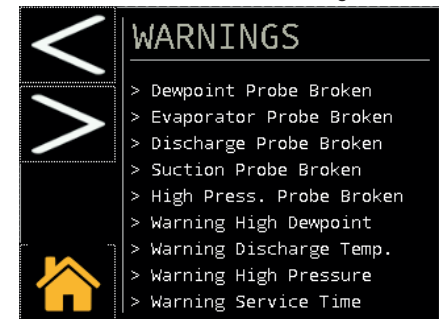 WARNINGS
> Dewpoint Probe Broken
> Evaporator Probe Broken
> Discharge Probe Broken
> Suction Probe Broken
> High Press. Probe Broken
> Warning High Dewpoint
> Warning Discharge Temp.
> Warning High Pressure
> Warning Service Time